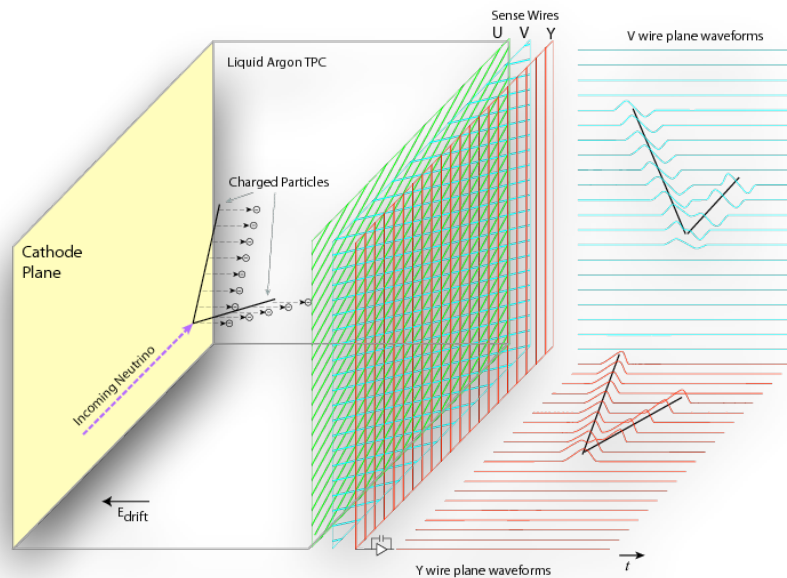 Sense Wires
U V Y
V wire plane waveforms
Liquid Argon TPC
Charged Particles
Cathode
Plane
Incoming Neutrino
Edrift
Y wire plane waveforms
t